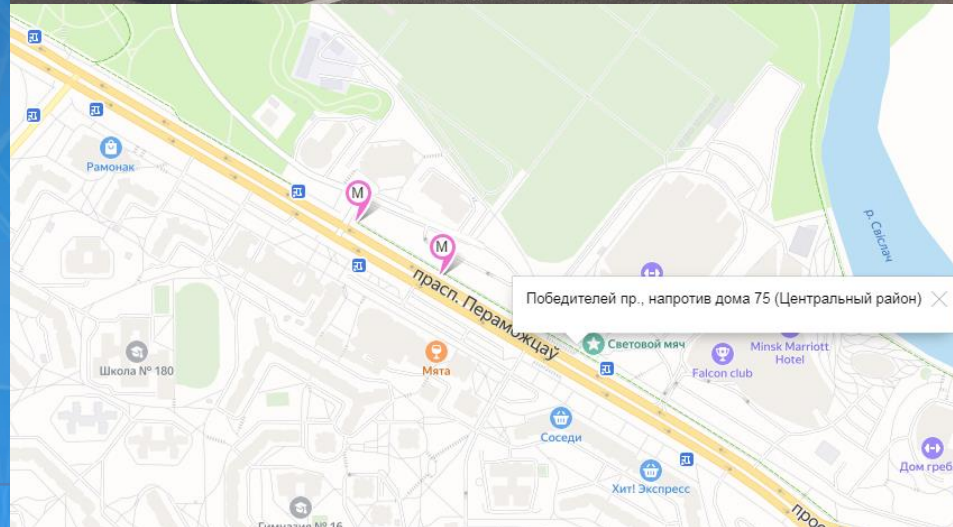 Рамонак
М
М
р. Свіслач
прасп. Пераможцаў
Победителей пр., напротив дома 75 (Центральный район)
Световой мяч
Minsk Marriott
Hotel
Школа № 180
Мята
Falcon club
Соседи
Дом греб
Хит! Экспресс
Гимназия № 16
прос